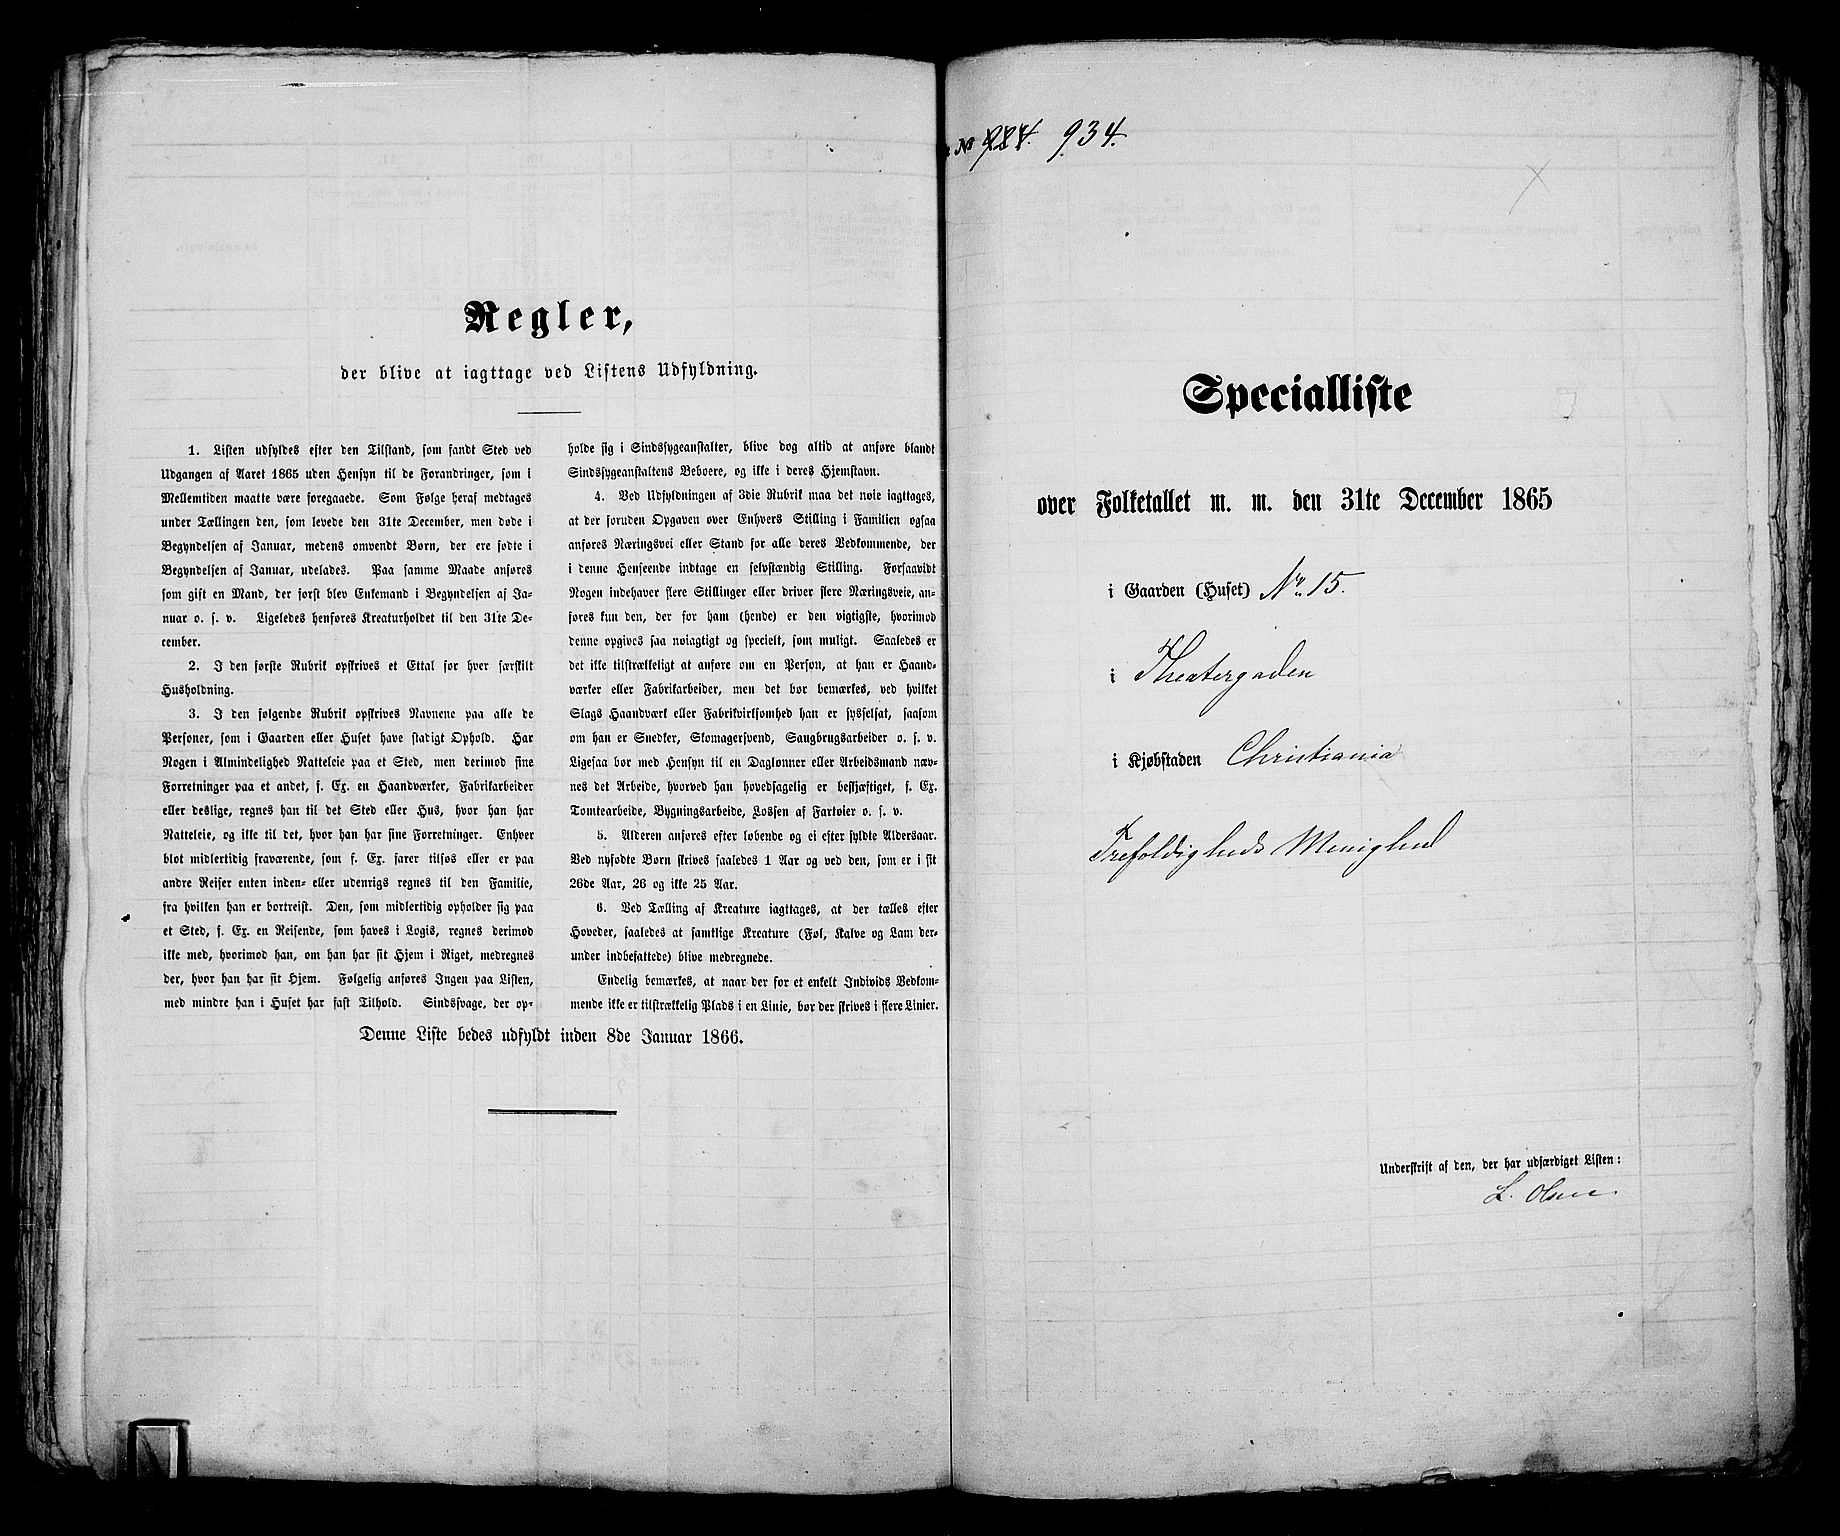 Regler,
der blive at iagttage ved Listens Udfyldning.
1. Listen udfyldes efter den Tilstand, som fandt Sted ved
Udgangen af Aaret 1865 uden Hensyn til de Forandringer, som i
Mellemtiden maatte være foregaaede. Som Følge heraf medtages
under Tællingen den, som levede den 31te December, men døde i
Begyndelsen af Januar, medens omvendt Børn, der ere fødte i
Begyndelsen af Januar, udelades. Paa samme Maade anføres
som gift en Mand, der først blev Enkemand i Begyndelsen af Ja-
nuar o. s. v. Ligeledes henføres Kreaturholdet til den 31te De-
cember.
2. I den første Rubrik opskrives et Ettal for hver særskilt
Husholdning.
3. I den følgende Rubrik opskrives Navnene paa alle de
Personer, som i Gaarden eller Huset have stadigt Ophold. Har
Nogen i Almindelighed Natteleie paa et Sted, men derimod sine
Forretninger paa et andet, f. Ex. en Haandværker, Fabrikarbeider
eller deslige, regnes han til det Sted eller Hus, hvor han har
Natteleie, og ikke til det, hvor han har sine Forretninger. Enhver
blot midlertidig fraværende, som f. Ex. farer tilsøs eller er paa
andre Reiser enten inden- eller udenrigs regnes til den Familie,
fra hvilken han er bortreist. Den, som midlertidig opholder sig paa
et Sted, f. Ex. en Reisende, som haves i Logis, regnes derimod
ikke med, hvorimod han, om han har sit Hjem i Riget, medregnes
der, hvor han har sit Hjem. Følgelig anføres Ingen paa Listen,
med mindre han i Huset har fast Tilhold. Sindssvage, der op-
holde sig i Sindssygeanstalter, blive dog altid at anføre blandt
Sindssygeanstaltens Beboere, og ikke i deres Hjemstavn.
4. Ved Udfyldningen af 3die Rubrik maa det nøie iagttages,
at der foruden Opgaven over Enhvers Stilling i Familien ogsaa
anføres Næringsvei eller Stand for alle deres Vedkommende, der
i denne Henseende indtage en selvstændig Stilling. Forsaavidt
Nogen indehaver flere Stillinger eller driver flere Næringsveie, an-
føres kun den, der for ham (hende) er den vigtigste, hvorimod
denne opgives saa nøiagtigt og specielt, som muligt. Saaledes er
det ikke tilstrækkeligt at anføre om en Person, at han er Haand-
værker eller Fabrikarbeider, men det bør bemærkes, ved hvilket
Slags Haandværk eller Fabrikvirksomhed han er sysselsat, saasom
om han er Snedker, Skomagersvend, Saugbrugsarbeider o. s. v.
Ligesaa bør med Hensyn til en Daglønner eller Arbeidsmand næv-
nes det Arbeide, hvorved han hovedsagelig er beskjæftiget, f. Ex.
Tomtearbeide, Bygningsarbeide, Lossen af Fartøier o. s. v.
5. Alderen anføres efter løbende og ei efter fyldte Aldersaar.
Ved nyfødte Børn skrives saaledes 1 Aar og ved den, som er i sit
26de Aar, 26 og ikke 25 Aar.
6. Ved Tælling af Kreature iagttages, at der tælles efter
Hoveder, saaledes at samtlige Kreature (Føl, Kalve og Lam der-
under indbefattede) blive medregnede.
Endelig bemærkes, at naar der for et enkelt Individs Vedkom-
mende ikke er tilstrækkelig Plads i en Linie, bør der skrives i flere Linier.
Denne Liste bedes udfyldt inden 8de Januar 1866.
No 934.
Specialliste
over Folketallet m. m. den 31te December 1865
i Gaarden (Huset) No. 15.
i Theatergaden
i Kjøbstaden Christiania
Trefoldigheds Menighed
Underskrift af den, der har udfærdiget Listen:
L. Olsen.